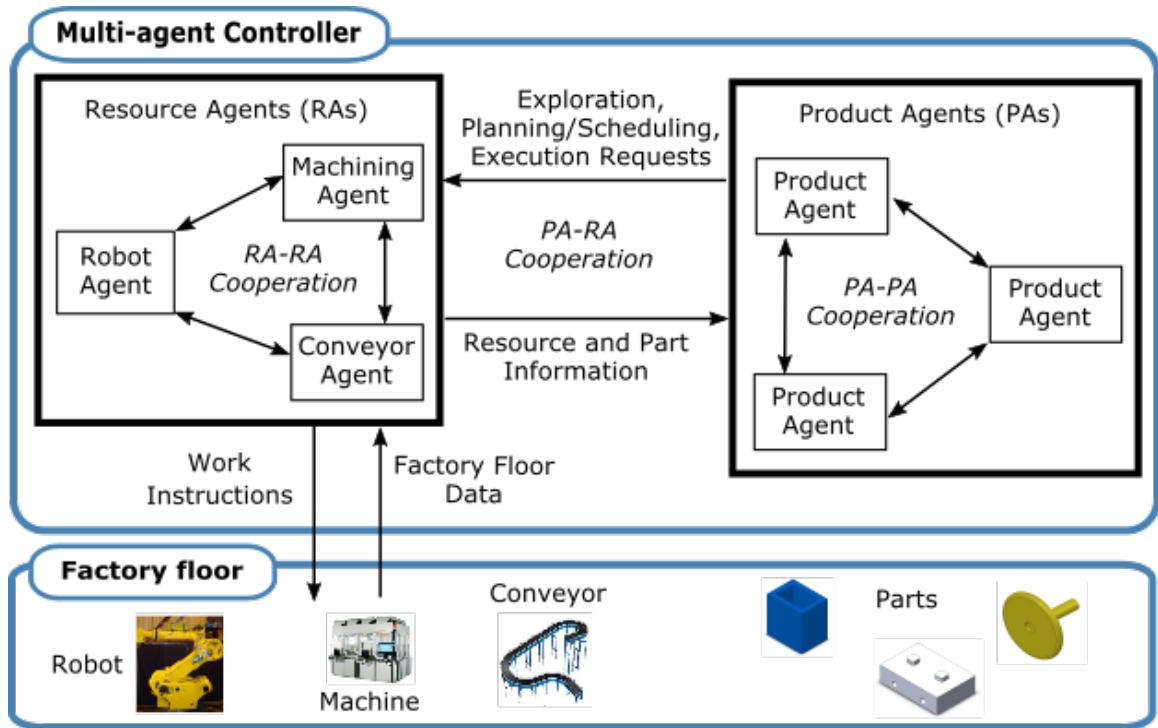 Multi-agent Controller
Resource Agents (RAs)
Machining
Agent
Robot
Agent
RA-RA
Cooperation
Conveyor
Agent
Exploration,
Planning/Scheduling,
Execution Requests
PA-RA
Cooperation
Resource and Part
Information
Product Agents (PAs)
Product
Agent
PA-PA
Cooperation
Product
Agent
Product
Agent
Work
Instructions
Factory Floor
Data
Factory floor
Robot
Machine
Conveyor
Parts